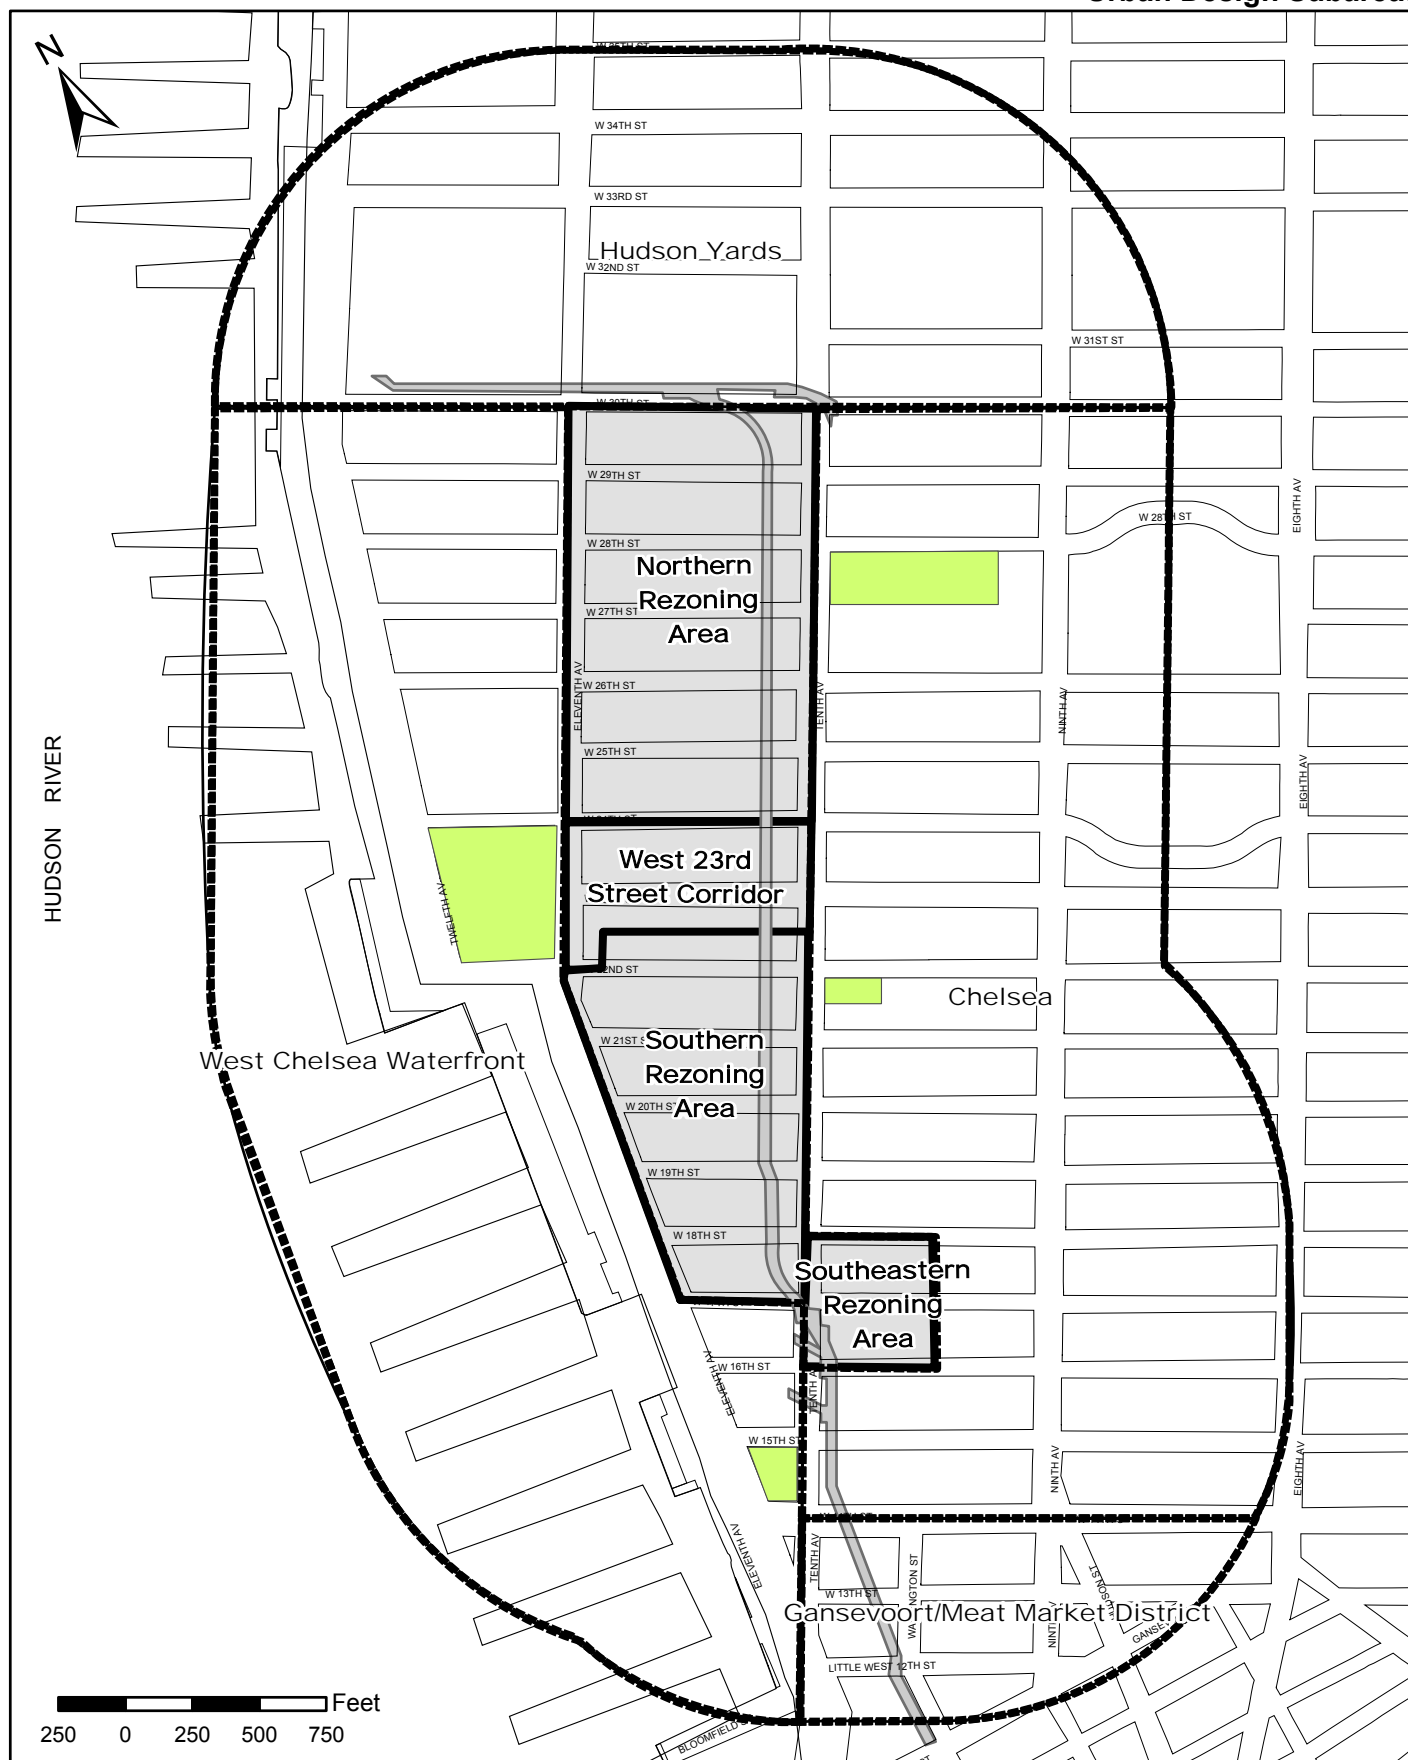 N
W 34TH ST
W 33RD ST
Hudson Yards
W 32ND ST
W 31ST ST
W 29TH ST
EIGHTH AV
W 28TH ST
W 28TH ST
Northern
Rezoning
Area
W 27TH ST
ELEVENTH AV
W 26TH ST
TENTH AV
NINTH AV
W 25TH ST
EIGHTH AV
HUDSON RIVER
West 23rd
Street Corridor
TWELFTH AV
Chelsea
West Chelsea Waterfront
W 21ST
Southern
Rezoning
Area
W 20TH ST
W 19TH ST
W 18TH ST
Southeastern
Rezoning
Area
W 16TH ST
ELEVENTH AV
TENTH AV
W 15TH ST
NINTH AV
EIGHTH AV
ELEVENTH AV
TENTH AV
W 13TH ST
Gansevoort/Meat Market District
LITTLE WEST 12TH ST
Feet
250 0 250 500 750
BLOOMFIELD